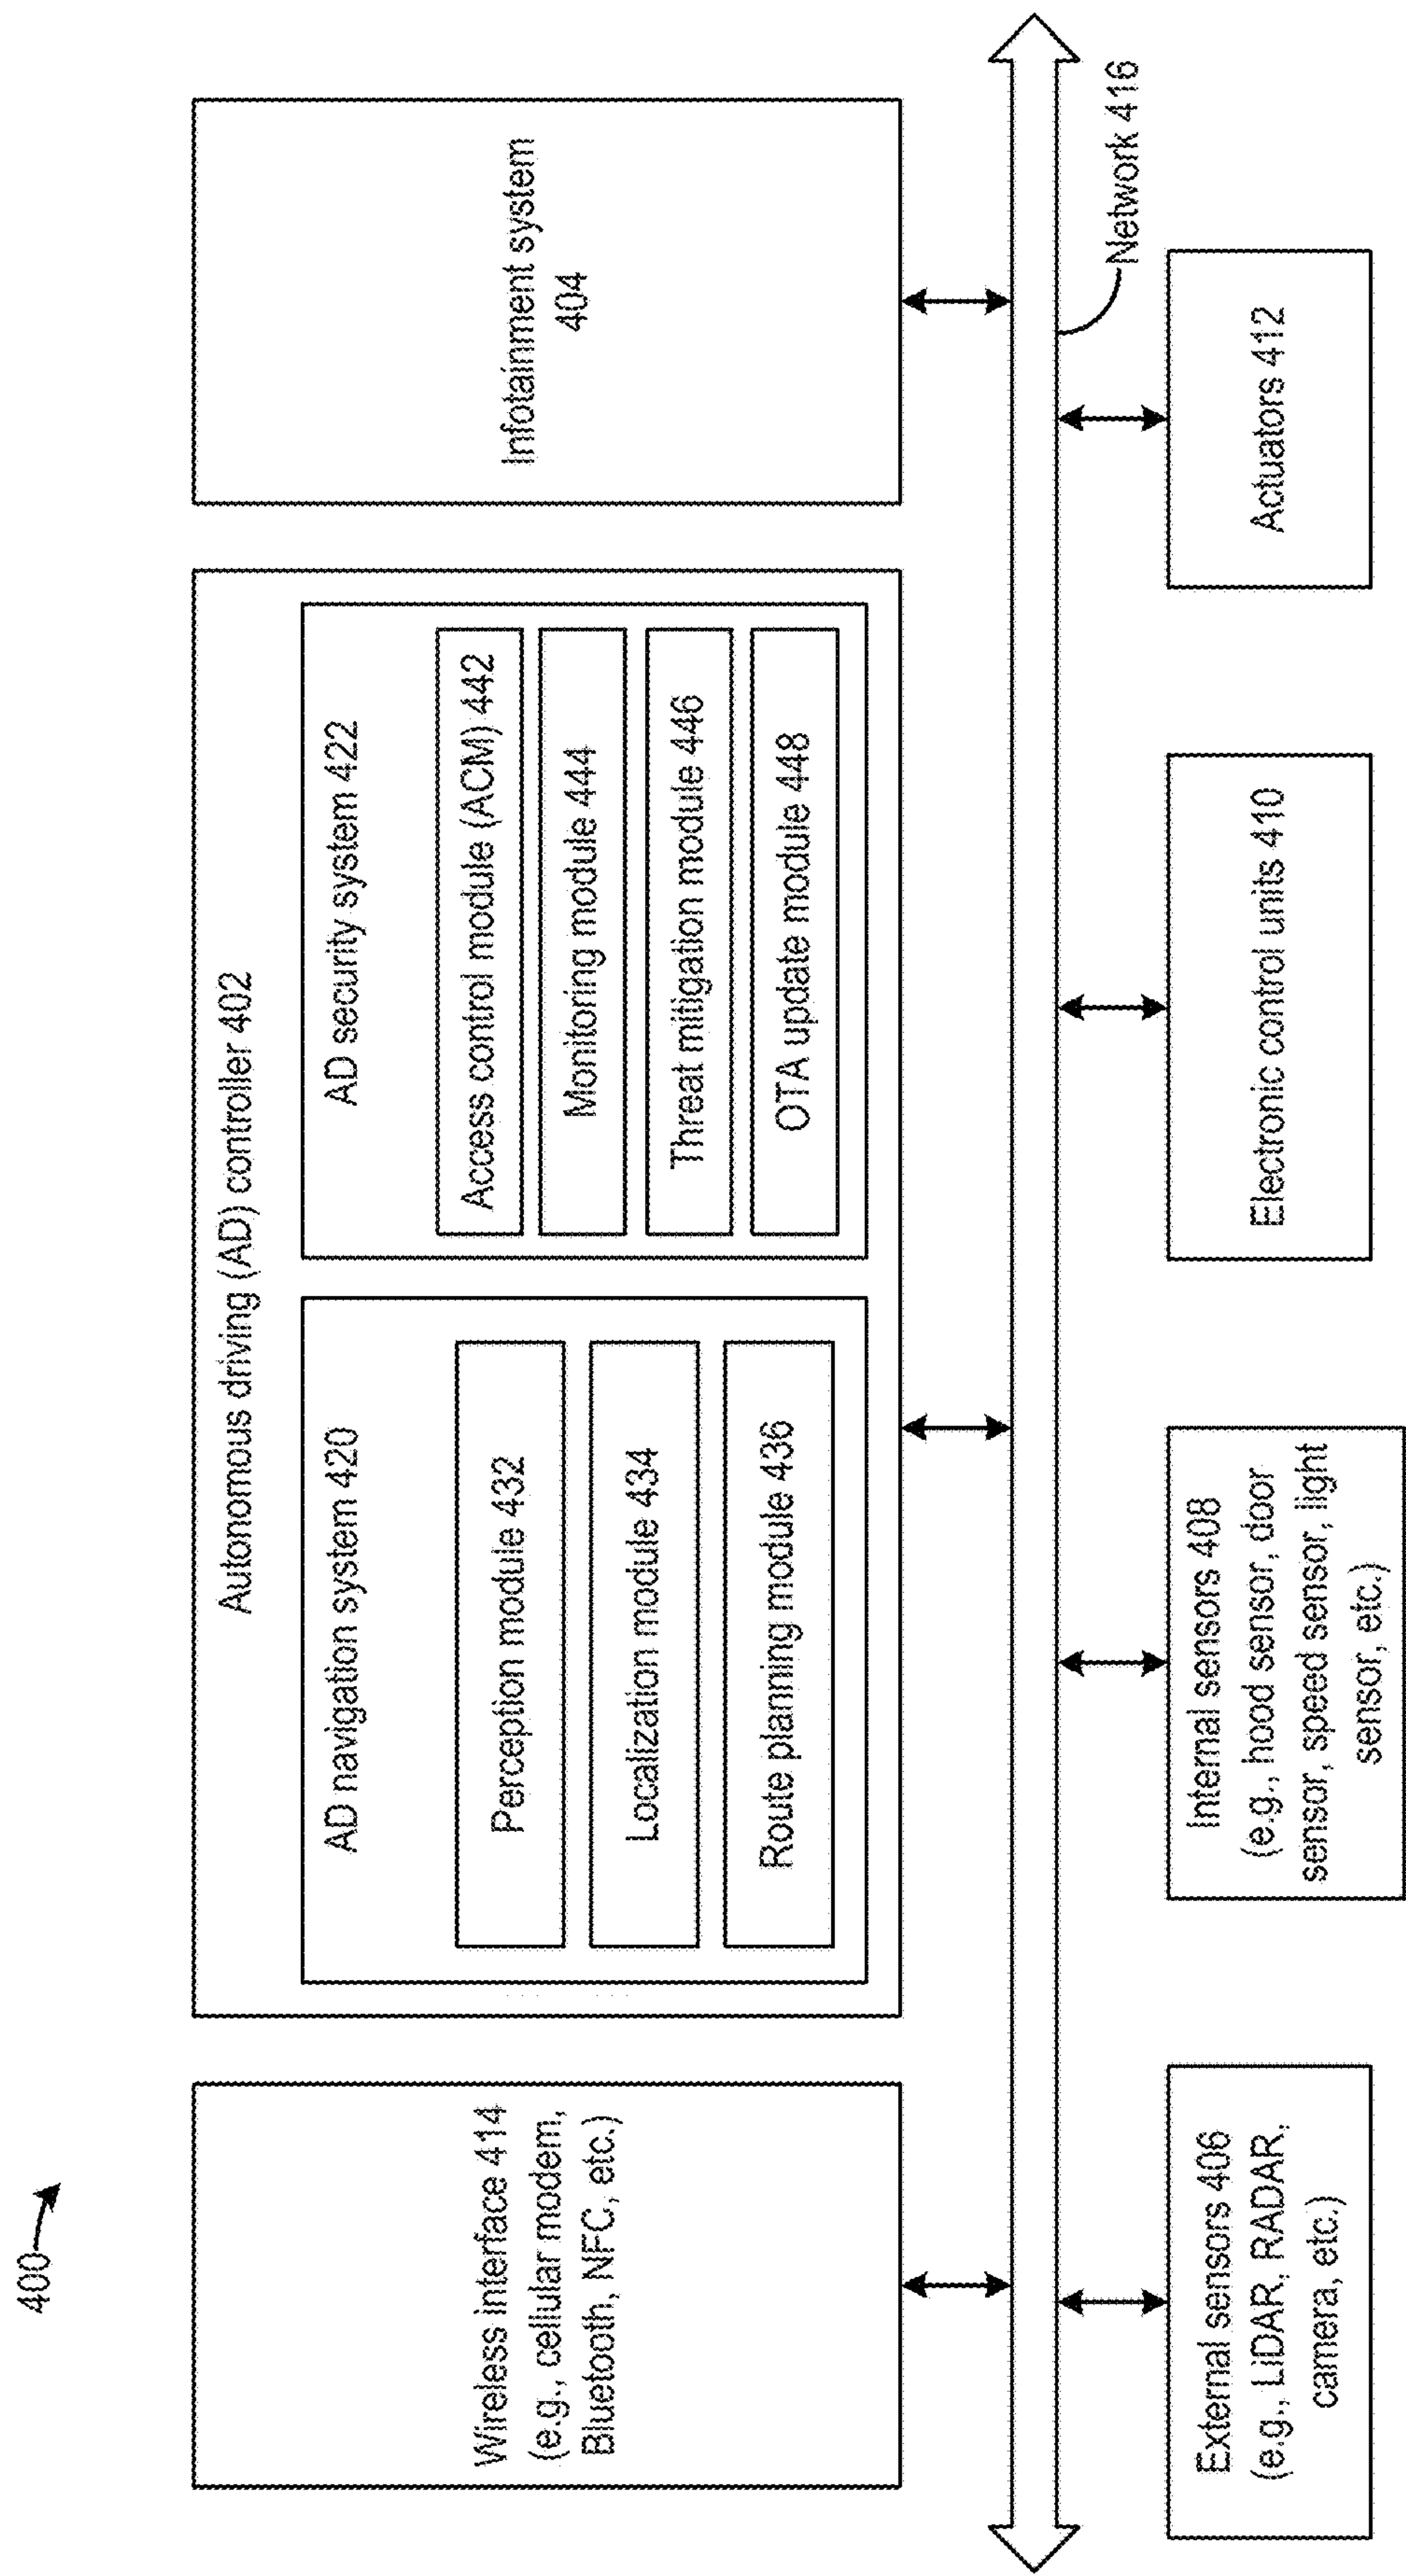 400
Wireless interface 414
(e.g., cellular modem,
Bluetooth, NFC, etc.)
Autonomous driving (AD) controller 402
AD navigation system 420
Perception module 432
Localization module 434
Route planning module 436
AD security system 422
Access control module (ACM) 442
Monitoring module 444
Threat mitigation module 446
OTA update module 448
Infotainment system
404
Network 416
External sensors 406
(e.g., LiDAR, RADAR,
camera, etc.)
Internal sensors 408
(e.g., hood sensor, door
sensor, speed sensor, light
sensor, etc.)
Electronic control units 410
Actuators 412